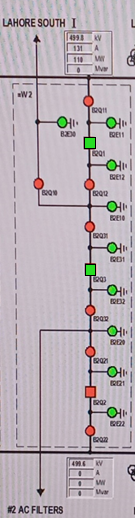 LAHORE SOUTH I
499.8 kV
131 A
110 MW
0 Mvar
=W2
B2Q11
B2E30
B2E11
B2Q1
B2E12
B2Q10
B2Q12
B2E10
B2Q31
B2E31
B2Q3
B2E32
B2Q32
B2E20
B2Q21
B2E21
B2Q2
B2E22
B2Q22
499.6 kV
0 A
0 MW
0 Mvar
#2 AC FILTERS